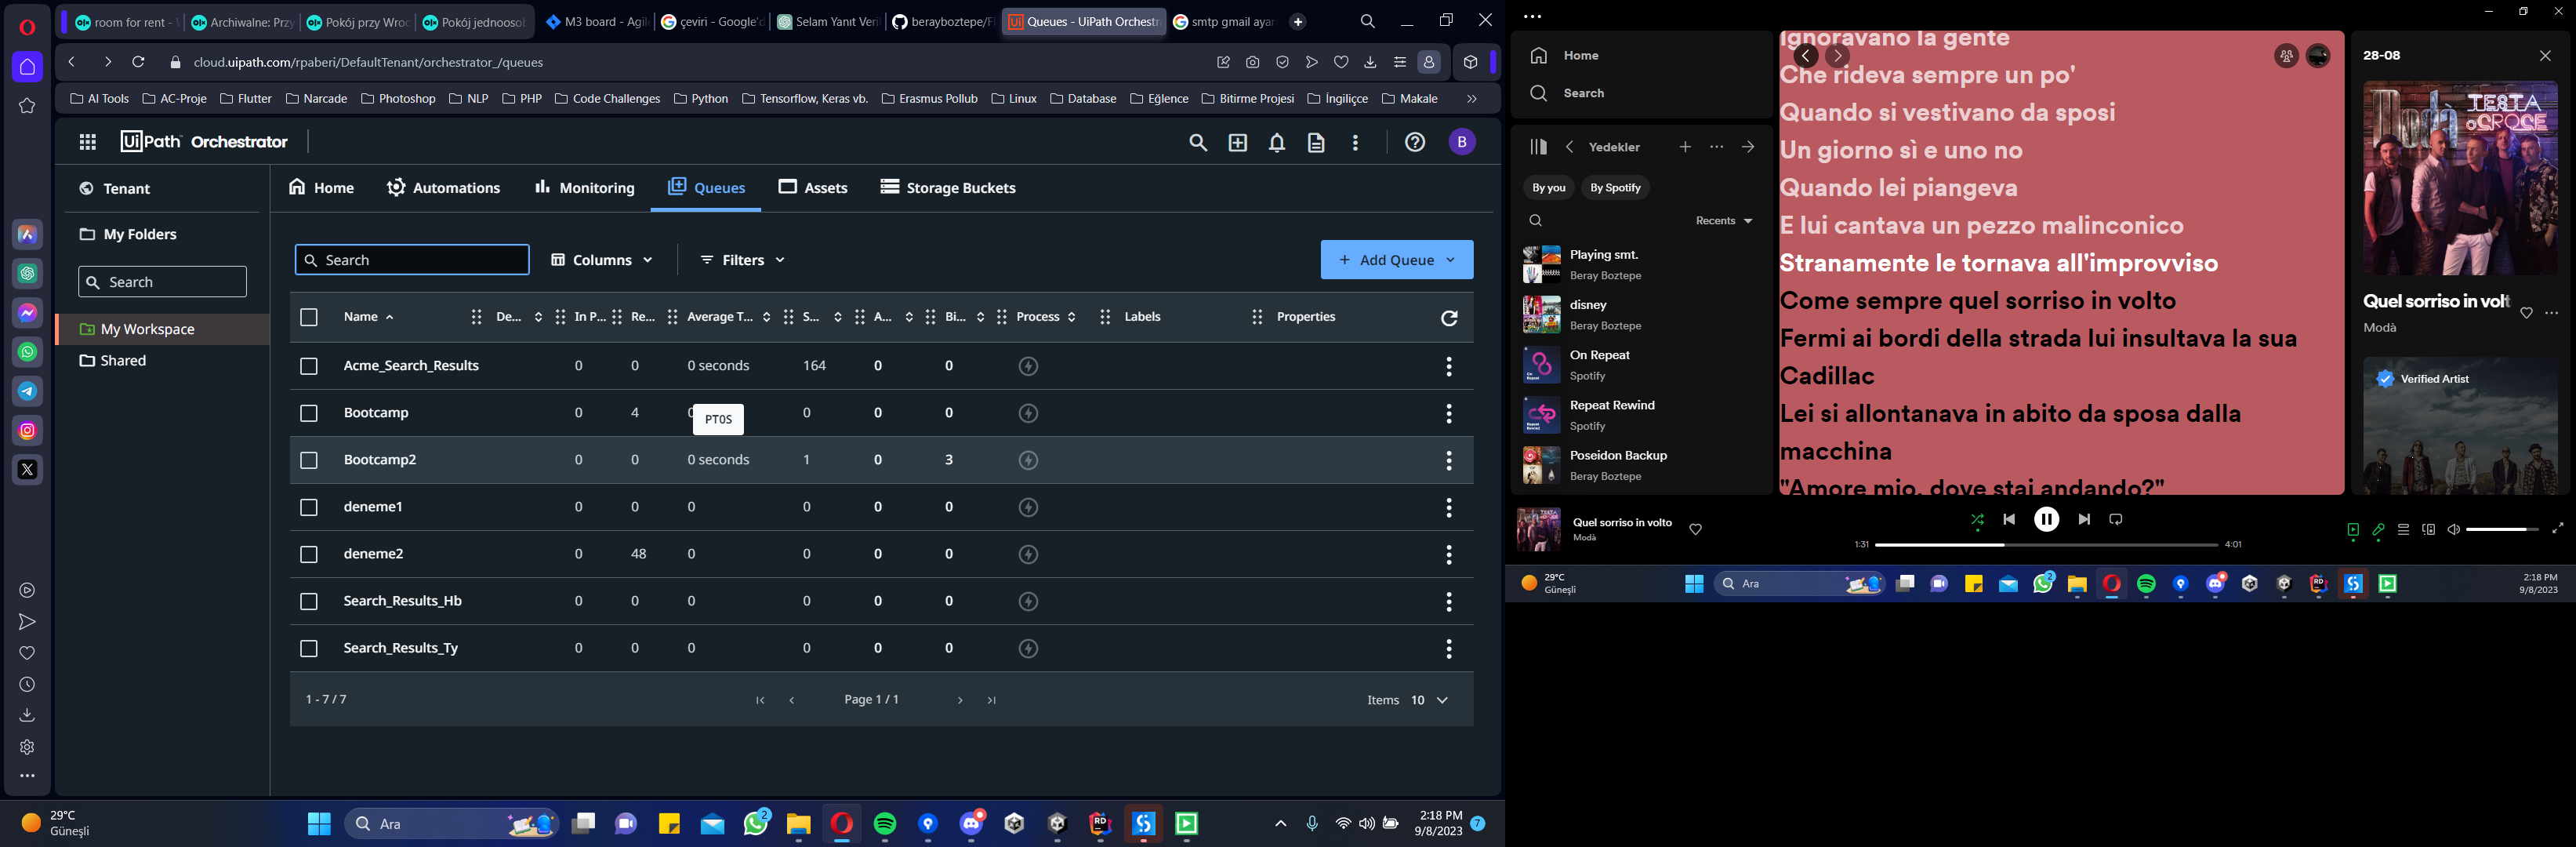 room for rent - W
Archiwalne: Przy
Pokój przy Wroc
Pokój jednoosob
M3 board - Agil
çeviri - Google'd
Selam Yanıt Veri
berayboztepe/F
Queues - UiPath Orchestr
smtp gmail ayar
cloud.uipath.com/rpaberi/DefaultTenant/orchestrator_/queues
AI Tools
AC-Proje
Flutter
Narcade
Photoshop
NLP
PHP
Code Challenges
Python
Tensorflow, Keras vb.
Erasmus Pollub
Linux
Database
Eğlence
Bitirme Projesi
İngiliçce
Makale
UiPath Orchestrator
B
Tenant
My Folders
Search
My Workspace
Shared
Home
Automations
Monitoring
Queues
Assets
Storage Buckets
Search
Columns
Filters
+ Add Queue
Name De... In P... Re... Average T... S... A... Bi... Process Labels Properties
Acme_Search_Results 0 0 0 seconds 164 0 0
Bootcamp 0 4 0 0 0
PT0S
Bootcamp2 0 0 0 seconds 1 0 3
deneme1 0 0 0 0 0 0
deneme2 0 48 0 0 0 0
Search_Results_Hb 0 0 0 0 0 0
Search_Results_Ty 0 0 0 0 0 0
1 - 7 / 7
Page 1 / 1
Items 10
29°C
Güneşli
Ara
2
2:18 PM
9/8/2023
7
Home
Search
Yedekler
By you
By Spotify
Recents
Playing smt.
Beray Boztepe
disney
Beray Boztepe
On Repeat
Spotify
Repeat Rewind
Spotify
Poseidon Backup
Beray Boztepe
ignoravano la gente
Che rideva sempre un po'
Quando si vestivano da sposi
Un giorno sì e uno no
Quando lei piangeva
E lui cantava un pezzo malinconico
Stranamente le tornava all'improvviso
Come sempre quel sorriso in volto
Fermi ai bordi della strada lui insultava la sua
Cadillac
Lei si allontanava in abito da sposa dalla
macchina
"Amore mio, dove stai andando?"
28-08
Modà
TESTA
O CROCE
Quel sorriso in volt
Modà
Verified Artist
Quel sorriso in volto
Modà
1:31
4:01
29°C
Güneşli
Ara
2
2:18 PM
9/8/2023